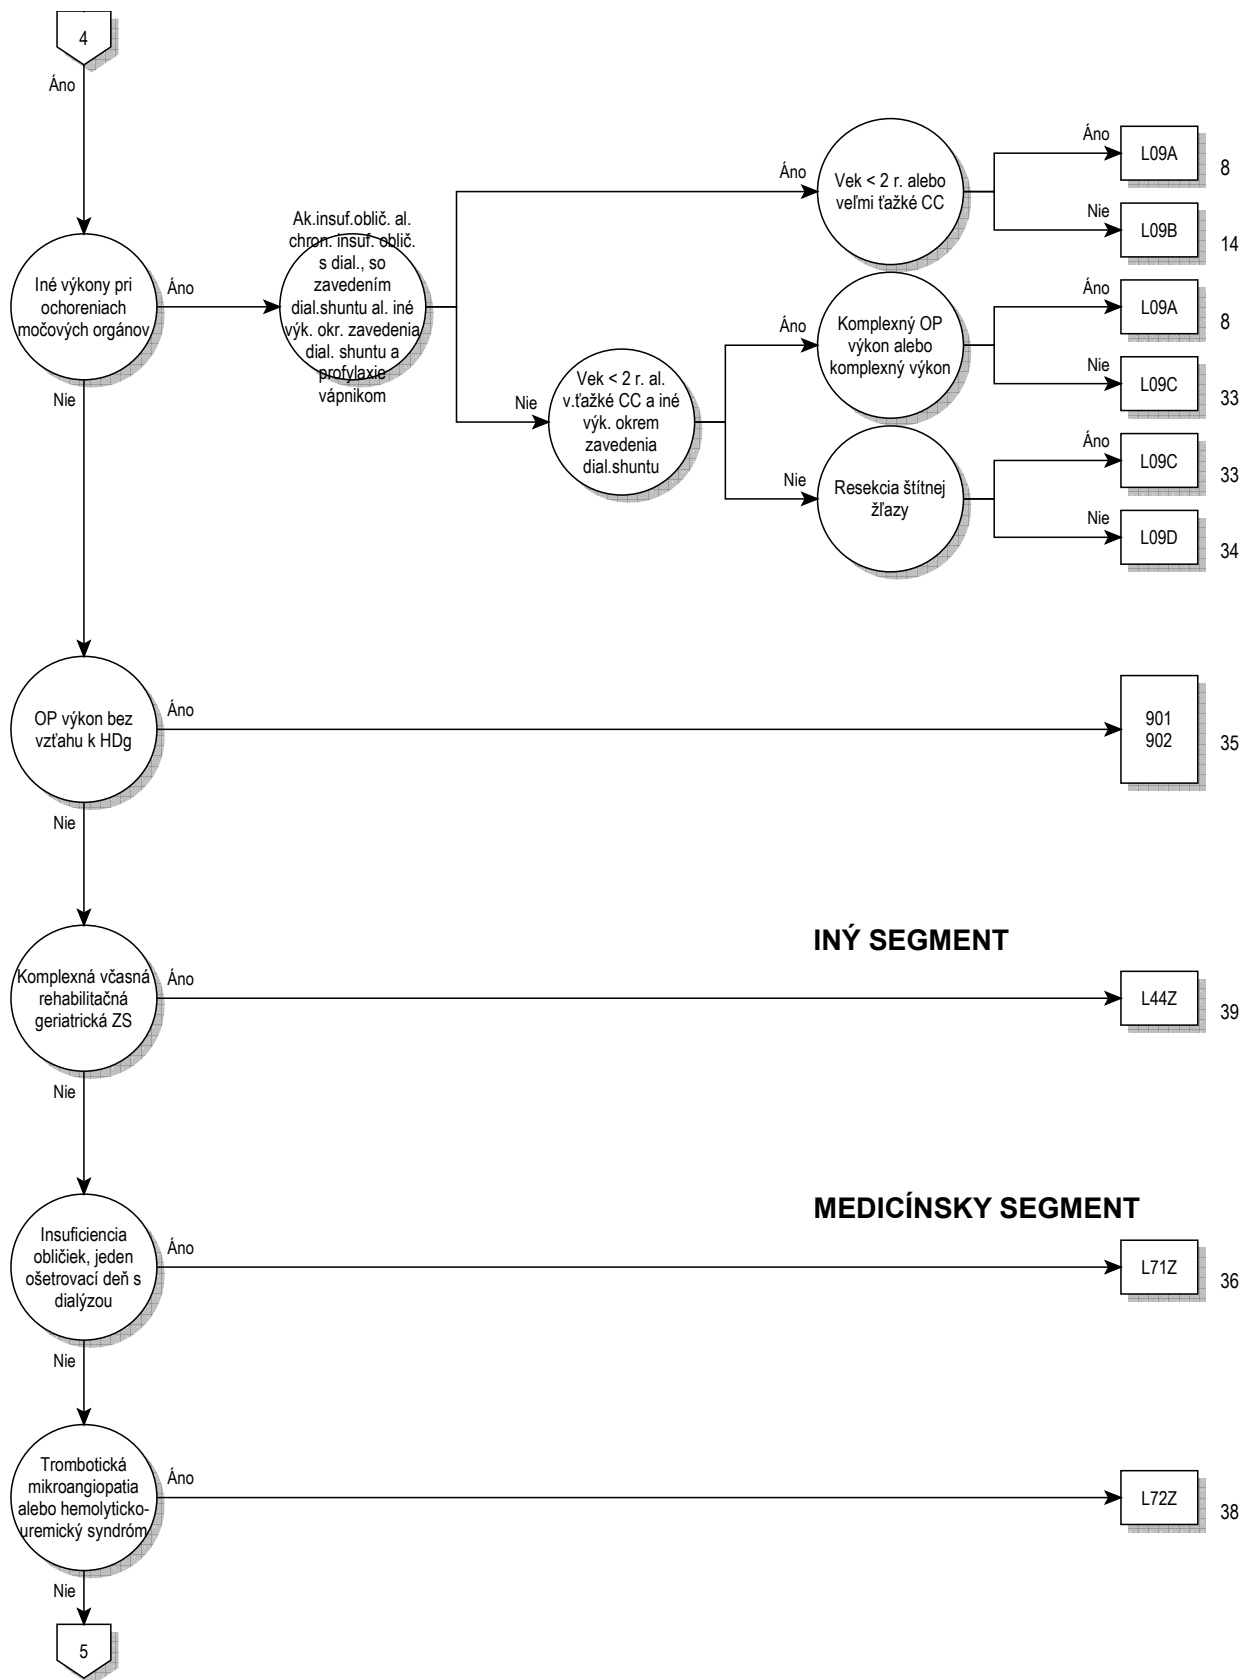 4
Áno
Iné výkony pri
ochoreniach
močových orgánov
Áno
Nie
Ak.insuf.oblič. al.
chron. insuf. oblič.
s dial., so
zavedením
dial.shuntu al. iné
výk. okr. zavedenia
dial. shuntu a
profylaxie
vápnikom
Áno
Vek < 2 r. alebo
veľmi ťažké CC
Áno
L09A
8
Nie
L09B
14
Nie
Vek < 2 r. al.
v.ťažké CC a iné
výk. okrem
zavedenia
dial.shuntu
Áno
Komplexný OP
výkon alebo
komplexný výkon
Áno
L09A
8
Nie
L09C
33
Nie
Resekcia štítnej
žľazy
Áno
L09C
33
Nie
L09D
34
OP výkon bez
vzťahu k HDg
Áno
901
902
35
Nie
INÝ SEGMENT
Komplexná včasná
rehabilitačná
geriatrická ZS
Áno
L44Z
39
Nie
MEDICÍNSKY SEGMENT
Insuficiencia
obličiek, jeden
ošetrovací deň s
dialýzou
Áno
L71Z
36
Nie
Trombotická
mikroangiopatia
alebo hemolyticko-
uremický syndróm
Áno
L72Z
38
Nie
5